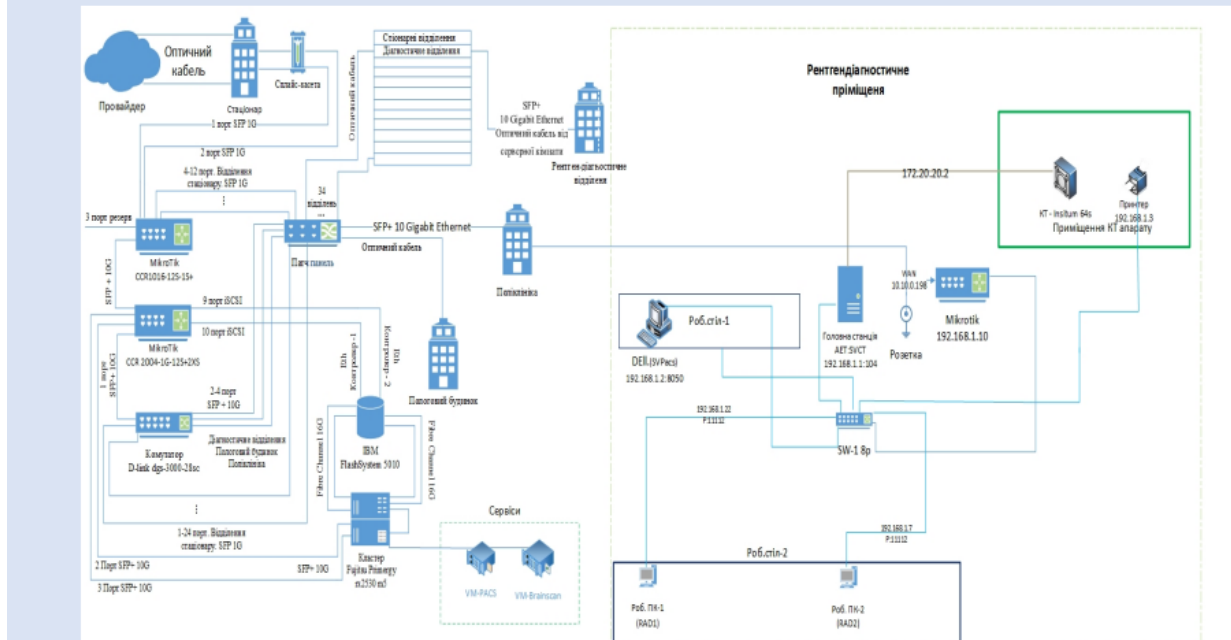 Оптичний
кабель
Провайдер
Стаціонар
Сплайс-касета
1 порт SFP 1G
2 порт SFP 1G
4-12 порт. Відділення
стаціонару. SFP 1G
⋮
3 порт резерв
MikroTik
CCR1016-12S-1S+
SFP + 10G
MikroTik
CCR 2004-1G-12S+2XS
9 порт iSCSI
10 порт iSCSI
1 порт
SFP+ 10G
2-4 порт
SFP + 10G
Комутатор
D-link dgs-3000-28sc
Діагностичне відділення
Пологовий будинок
Поліклініка
⋮
1-24 порт. Відділення
стаціонару. SFP 1G
2 Порт SFP+ 10G
3 Порт SFP+ 10G
SFP+ 10G
Оптичний кабель
Стіонарні відділення
Діагностичне відділення
34
відділень
...
Патч панель
SFP+ 10 Gigabit Ethernet
Оптичний кабель
SFP+
10 Gigabit Ethernet
Оптичний кабель від
серверної кімнати
Рентген-діагностичне
відділеня
Поліклініка
Пологовий будинок
Eth
Контролер-1
Eth
Контролер - 2
IBM
FlashSystem 5010
Fibre Channel 16G
Fibre Channel 16G
Кластер
Fujitsu Primergy
rx2530 m5
Сервіси
VM-PACS
VM-Brainscan
Рентгендіагностичне
пріміщеня
172.20.20.2
КТ - Insitum 64s
Принтер
192.168.1.3
Приміщення КТ апарату
WAN
10.10.0.198
Mikrotik
192.168.1.10
Розетка
Головна станція
AET:SVCT
192.168.1.1:104
Роб.стіл-1
DEll.(SVPacs)
192.168.1.2:8050
SW-1 8p
192.168.1.22
P:11112
192.168.1.7
P:11112
Роб.стіл-2
Роб. ПК-1
(RAD1)
Роб. ПК-2
(RAD2)